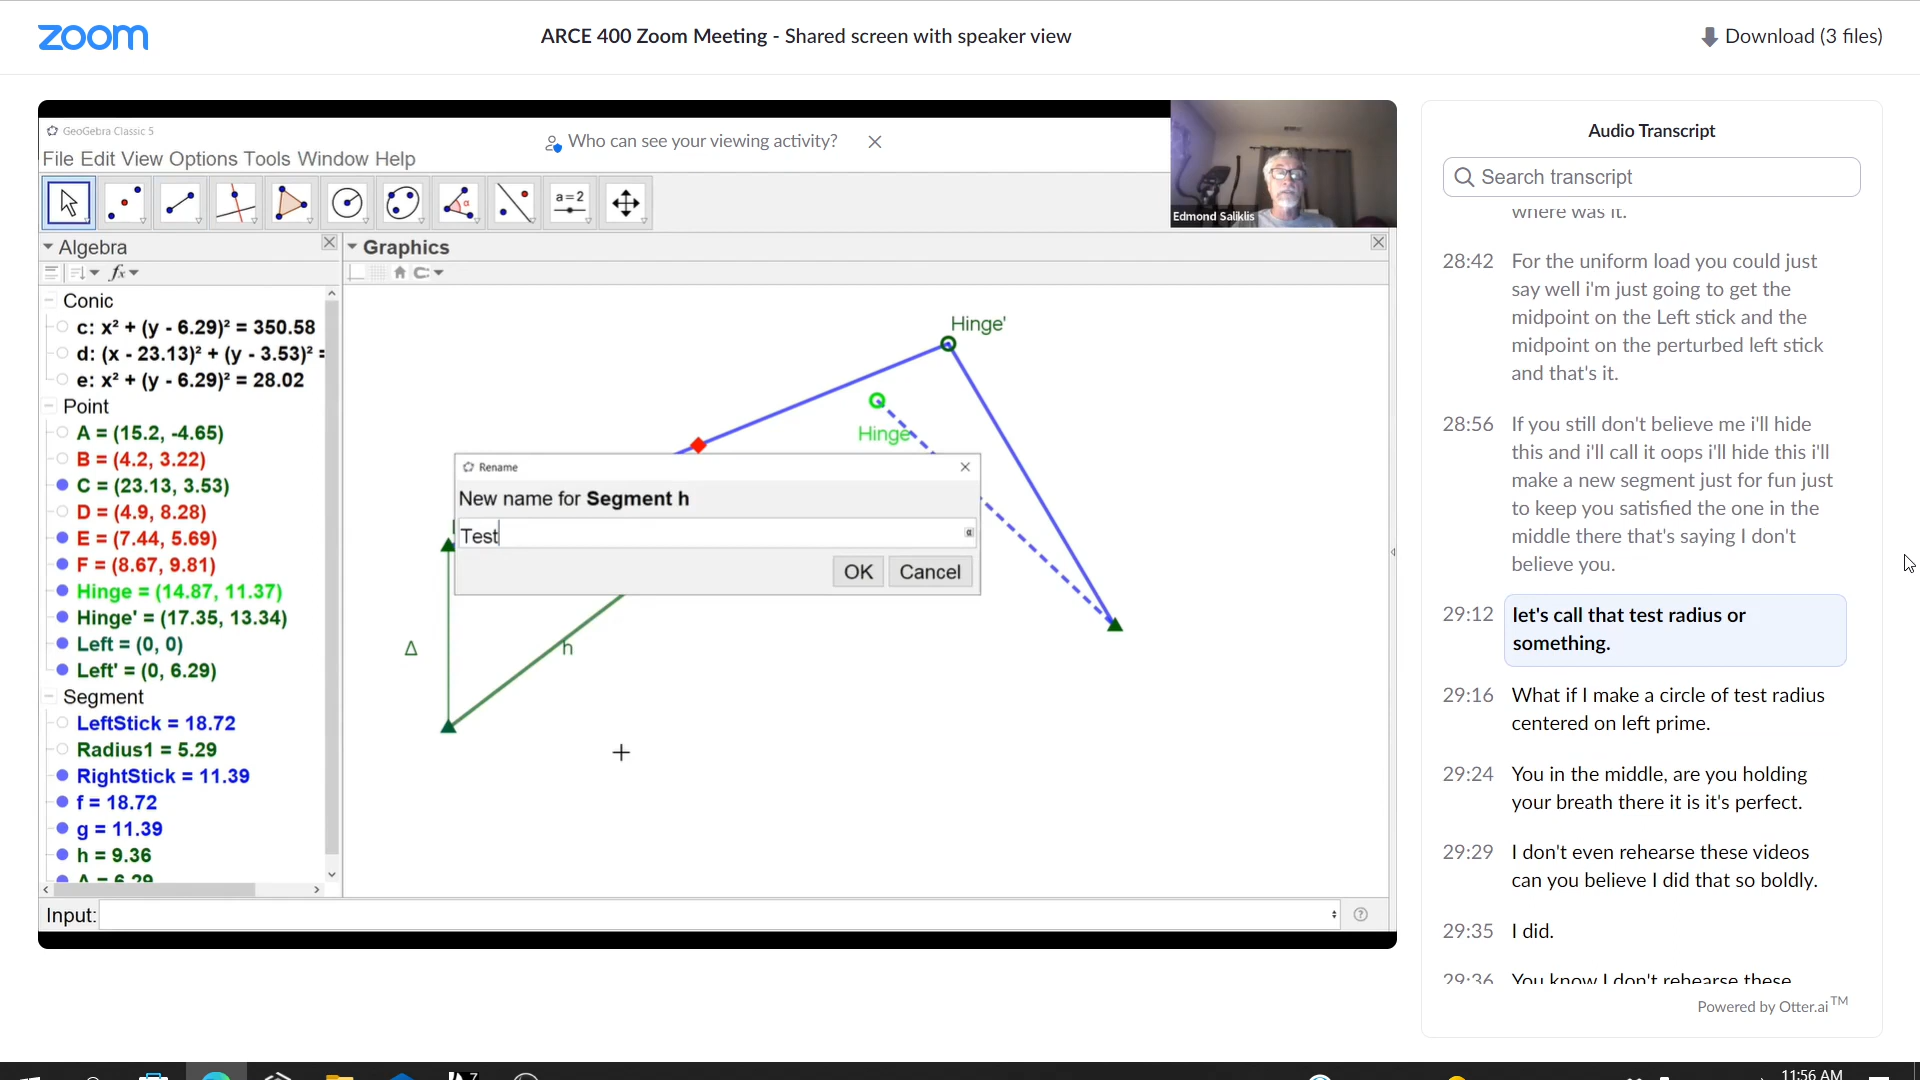 zoom
ARCE 400 Zoom Meeting - Shared screen with speaker view
Download (3 files)
GeoGebra Classic 5
Who can see your viewing activity?
File Edit View Options Tools Window Help
a=2
α
Edmond Saliklis
Algebra
Graphics
fx
Conic
c: x² + (y - 6.29)² = 350.58
d: (x - 23.13)² + (y - 3.53)² =
e: x² + (y - 6.29)² = 28.02
Point
A = (15.2, -4.65)
B = (4.2, 3.22)
C = (23.13, 3.53)
D = (4.9, 8.28)
E = (7.44, 5.69)
F = (8.67, 9.81)
Hinge = (14.87, 11.37)
Hinge' = (17.35, 13.34)
Left = (0, 0)
Left' = (0, 6.29)
Segment
LeftStick = 18.72
Radius1 = 5.29
RightStick = 11.39
f = 18.72
g = 11.39
h = 9.36
Δ = 6.29
Input:
Hinge'
Hinge
Δ
h
Rename
New name for Segment h
Test
α
OK
Cancel
Audio Transcript
Search transcript
where was it.
28:42 For the uniform load you could just
say well i'm just going to get the
midpoint on the Left stick and the
midpoint on the perturbed left stick
and that's it.
28:56 If you still don't believe me i'll hide
this and i'll call it oops i'll hide this i'll
make a new segment just for fun just
to keep you satisfied the one in the
middle there that's saying I don't
believe you.
29:12 let's call that test radius or
something.
29:16 What if I make a circle of test radius
centered on left prime.
29:24 You in the middle, are you holding
your breath there it is it's perfect.
29:29 I don't even rehearse these videos
can you believe I did that so boldly.
29:35 I did.
29:36 You know I don't rehearse these
Powered by Otter.ai™
11:56 AM